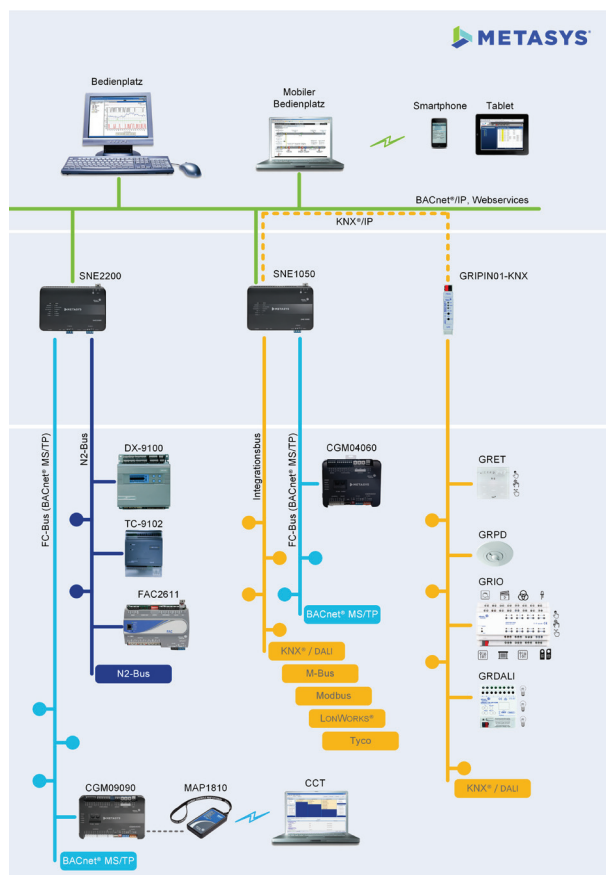 METASYS®
Bedienplatz
Mobiler
Bedienplatz
Smartphone
Tablet
BACnet®/IP, Webservices
KNX®/IP
SNE2200
SNE1050
GRIPIN01-KNX
FC-Bus (BACnet® MS/TP)
N2-Bus
Integrationsbus
FC-Bus (BACnet® MS/TP)
DX-9100
TC-9102
FAC2611
N2-Bus
CGM04060
BACnet® MS/TP
KNX® / DALI
M-Bus
Modbus
LONWORKS®
Tyco
GRET
GRPD
GRIO
GRDALI
KNX® / DALI
CGM09090
MAP1810
CCT
BACnet® MS/TP
METASYS
METASYS